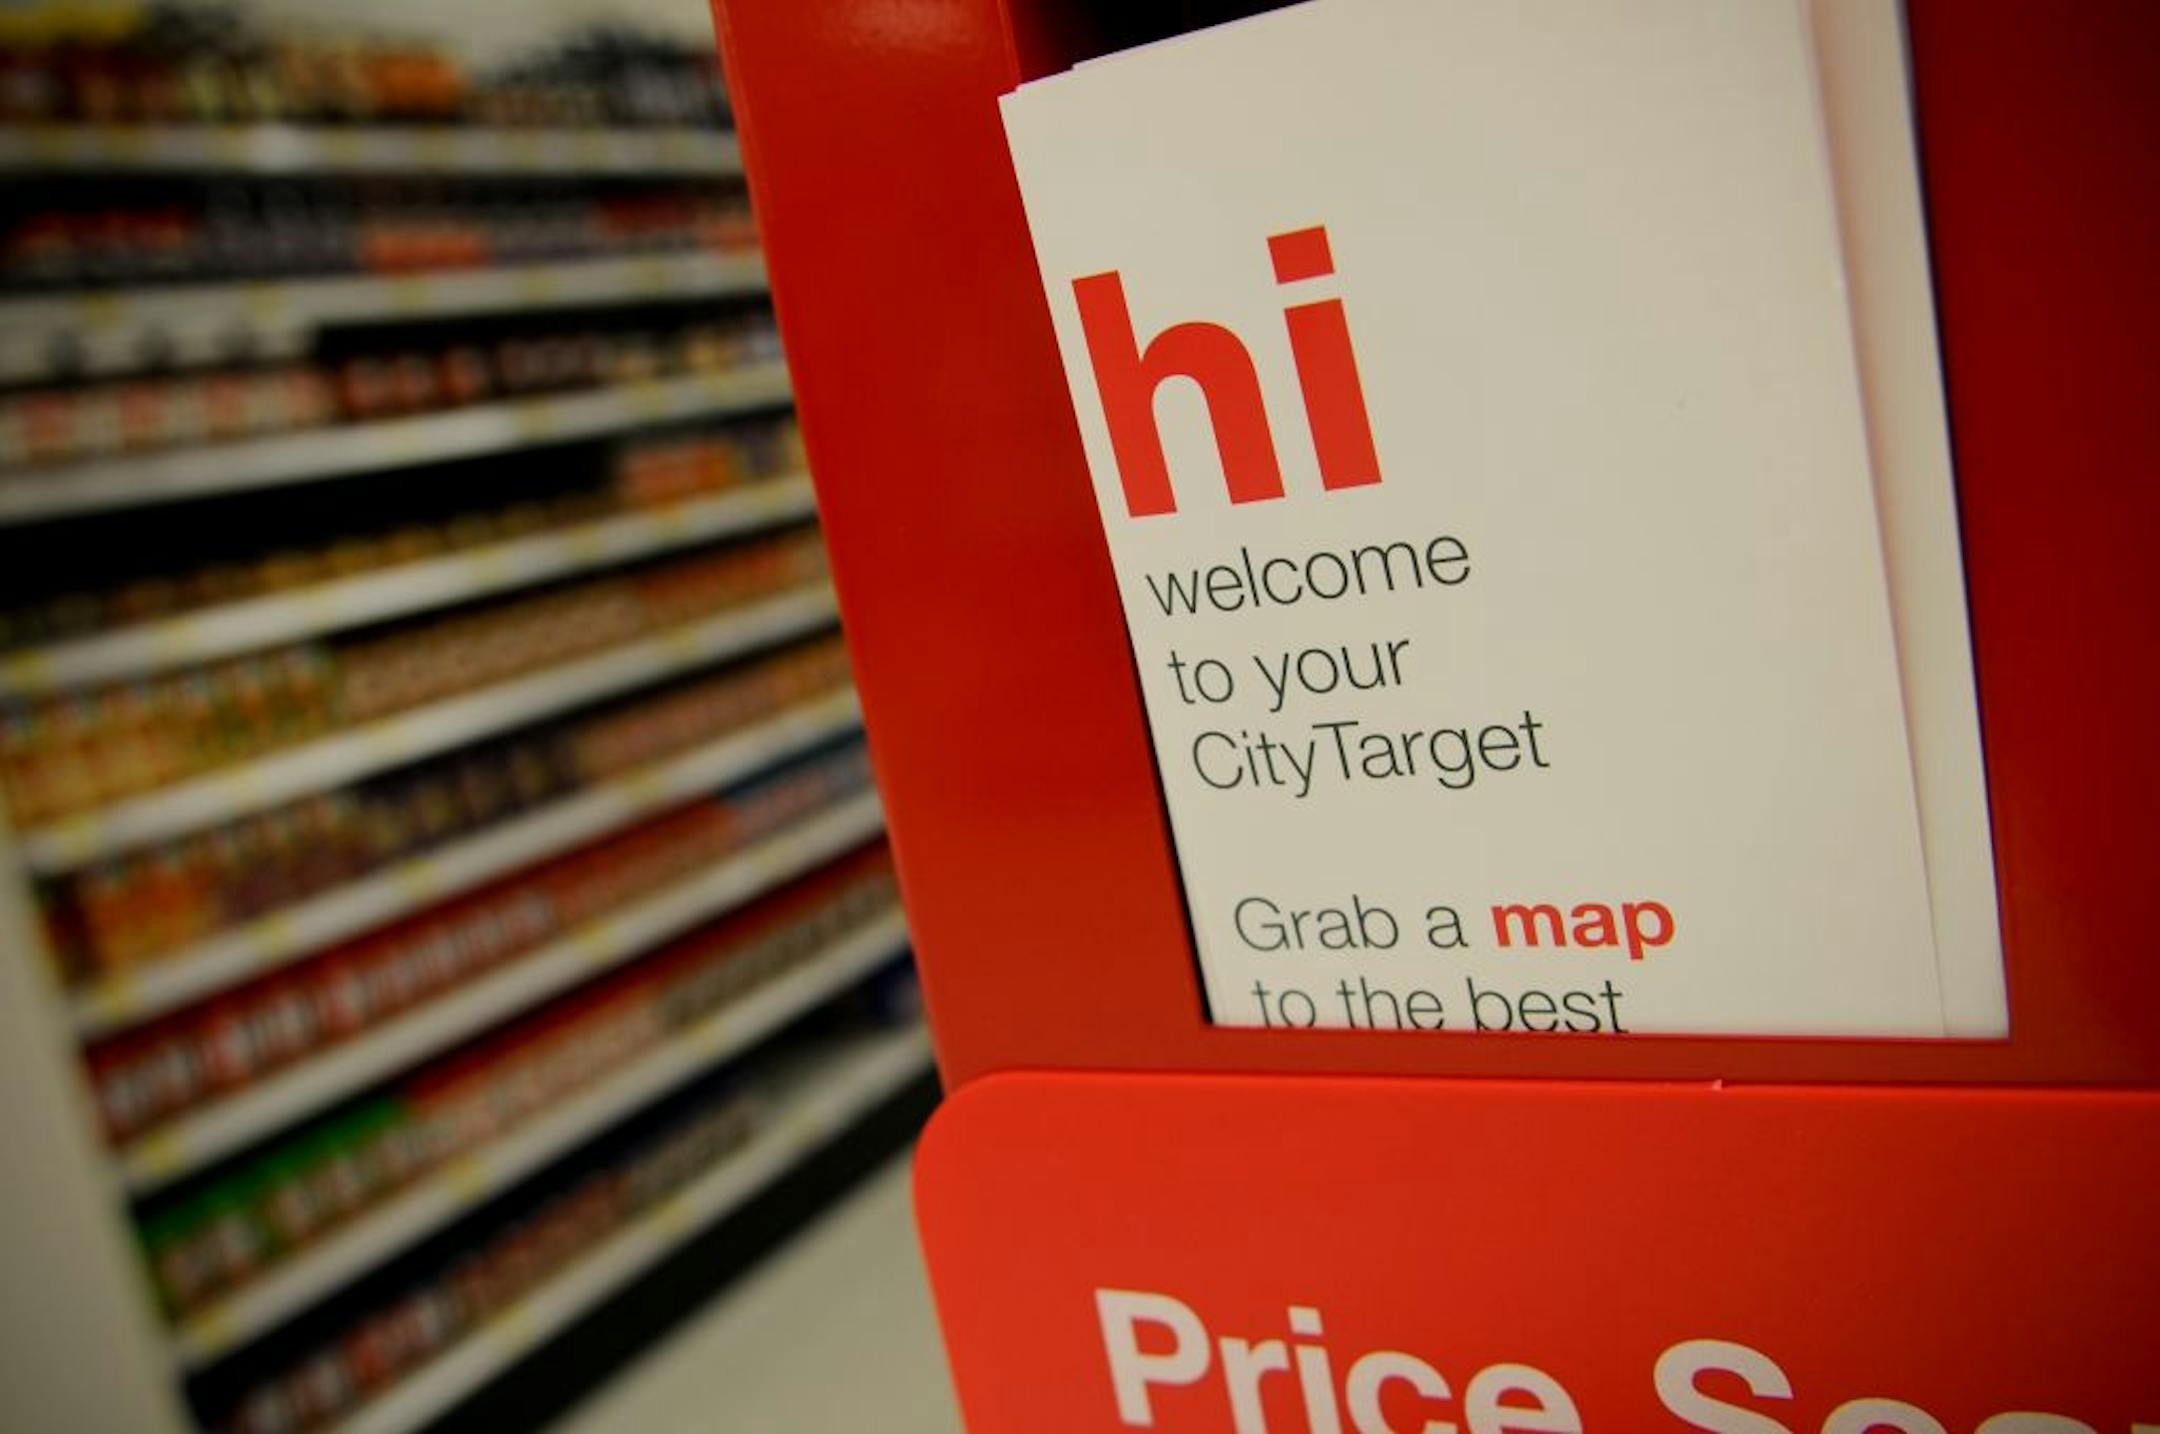 hi
welcome
to your
CityTarget
Grab a map
to the best
Price